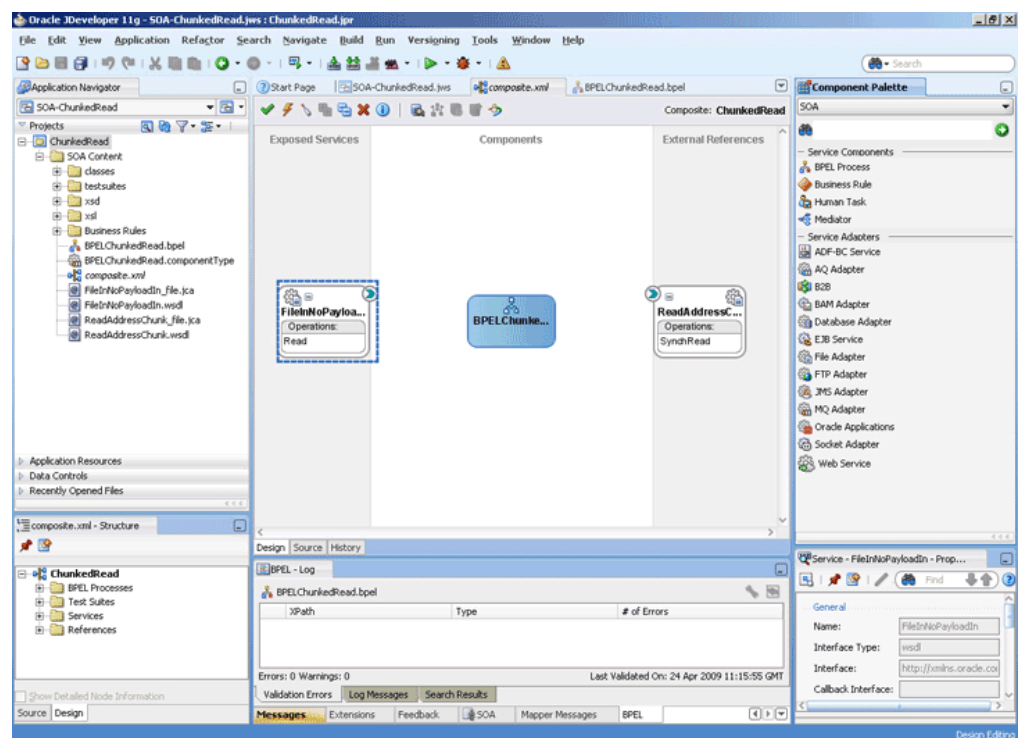 Oracle JDeveloper 11g - SOA-ChunkedRead.jws : ChunkedRead.jpr
File Edit View Application Refactor Search Navigate Build Run Versioning Tools Window Help
Search
Application Navigator
SOA-ChunkedRead
Projects
ChunkedRead
SOA Content
classes
testsuites
xsd
xsl
Business Rules
BPELChunkedRead.bpel
BPELChunkedRead.componentType
composite.xml
FileInNoPayloadIn_file.jca
FileInNoPayloadIn.wsdl
ReadAddressChunk_file.jca
ReadAddressChunk.wsdl
Application Resources
Data Controls
Recently Opened Files
composite.xml - Structure
ChunkedRead
BPEL Processes
Test Suites
Services
References
Show Detailed Node Information
Source Design
Start Page SOA-ChunkedRead.jws composite.xml BPELChunkedRead.bpel
Composite: ChunkedRead
Exposed Services Components External References
FileInNoPayloa...
Operations:
Read
BPELChunke...
ReadAddressC...
Operations:
SynchRead
Design Source History
BPEL - Log
BPELChunkedRead.bpel
XPath Type # of Errors
Errors: 0 Warnings: 0 Last Validated On: 24 Apr 2009 11:15:55 GMT
Validation Errors Log Messages Search Results
Messages Extensions Feedback SOA Mapper Messages BPEL
Component Palette
SOA
Service Components
BPEL Process
Business Rule
Human Task
Mediator
Service Adapters
ADF-BC Service
AQ Adapter
B2B
BAM Adapter
Database Adapter
EJB Service
File Adapter
FTP Adapter
JMS Adapter
MQ Adapter
Oracle Applications
Socket Adapter
Web Service
Service - FileInNoPayloadIn - Prop...
Find
General
Name: FileInNoPayloadIn
Interface Type: wsdl
Interface: http://xmlns.oracle.co
Callback Interface:
Design Editing